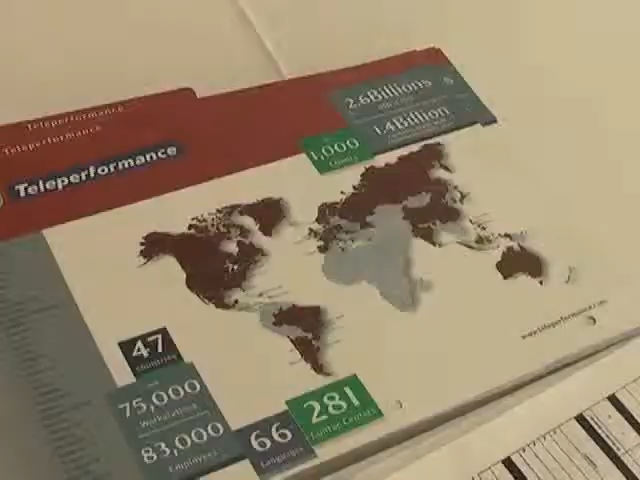 Teleperformance
Teleperformance
Teleperformance
2.6Billions
1.4Billion
1,000
Clients
www.teleperformance.com
47
countries
75,000
Workstations
83,000
Employees
66
Languages
281
Contact Centers